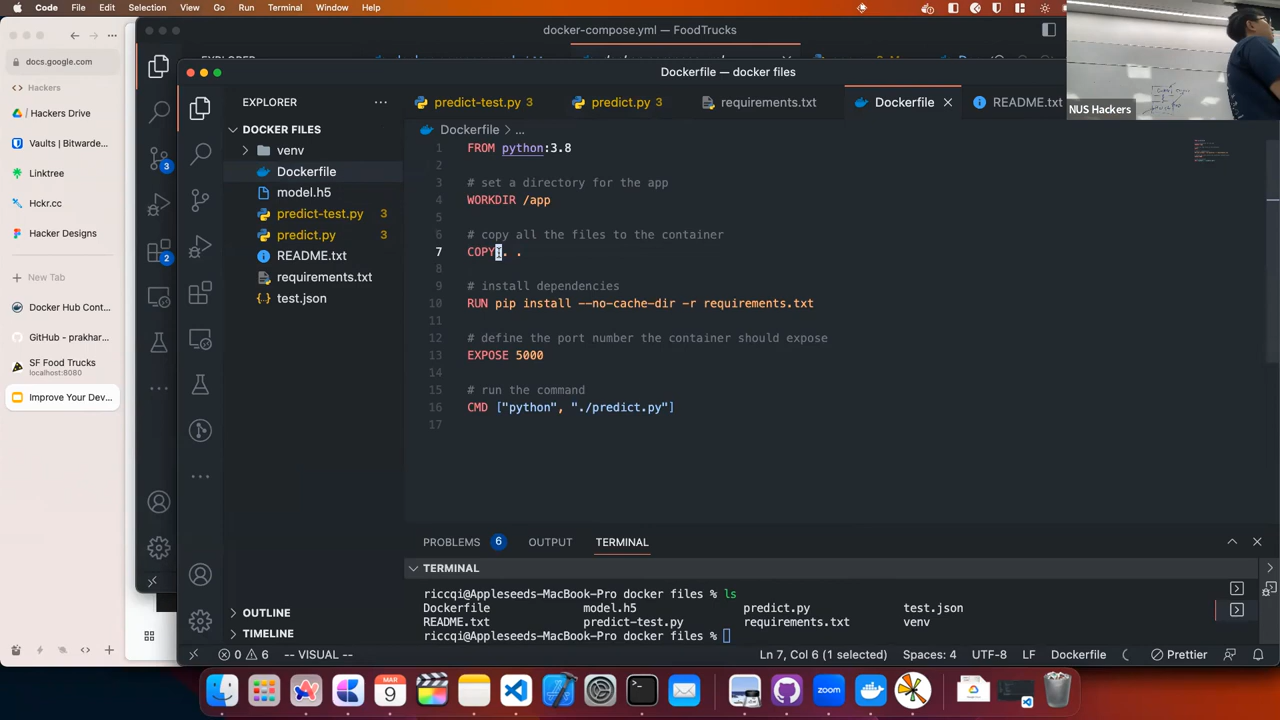 Code File Edit Selection View Go Run Terminal Window Help
docker-compose.yml — FoodTrucks
Dockerfile — docker files
docs.google.com
Hackers
Hackers Drive
Vaults | Bitwarde...
Linktree
Hckr.cc
Hacker Designs
New Tab
Docker Hub Cont...
GitHub - prakhar...
SF Food Trucks
localhost:8080
Improve Your Dev...
3
2
EXPLORER
DOCKER FILES
venv
Dockerfile
model.h5
predict-test.py 3
predict.py 3
README.txt
requirements.txt
test.json
OUTLINE
TIMELINE
predict-test.py 3 predict.py 3 requirements.txt Dockerfile README.txt
NUS Hackers
Dockerfile > ...
1 FROM python:3.8
2
3 # set a directory for the app
4 WORKDIR /app
5
6 # copy all the files to the container
7 COPY . .
8
9 # install dependencies
10 RUN pip install --no-cache-dir -r requirements.txt
11
12 # define the port number the container should expose
13 EXPOSE 5000
14
15 # run the command
16 CMD ["python", "./predict.py"]
17
PROBLEMS 6 OUTPUT TERMINAL
TERMINAL
riccqi@Appleseeds-MacBook-Pro docker files % ls
Dockerfile model.h5 predict.py test.json
README.txt predict-test.py requirements.txt venv
riccqi@Appleseeds-MacBook-Pro docker files %
0 6 -- VISUAL -- Ln 7, Col 6 (1 selected) Spaces: 4 UTF-8 LF Dockerfile Prettier
MAR
9
zoom